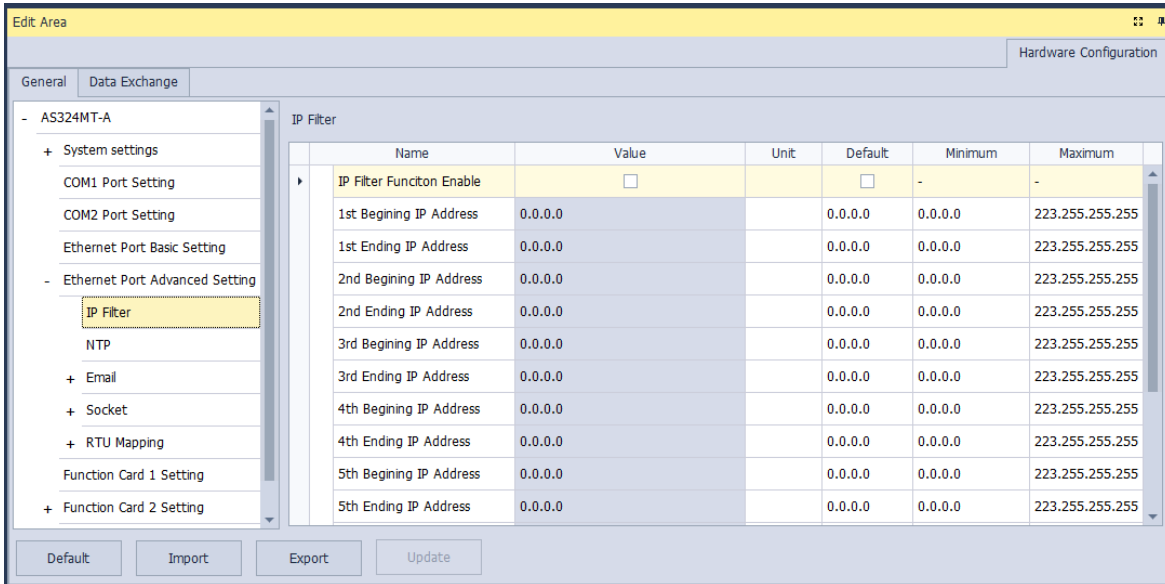 Edit Area
Hardware Configuration
General Data Exchange
- AS324MT-A
+ System settings
COM1 Port Setting
COM2 Port Setting
Ethernet Port Basic Setting
- Ethernet Port Advanced Setting
IP Filter
NTP
+ Email
+ Socket
+ RTU Mapping
Function Card 1 Setting
+ Function Card 2 Setting
IP Filter
Name Value Unit Default Minimum Maximum
IP Filter Funciton Enable - -
1st Begining IP Address 0.0.0.0 0.0.0.0 0.0.0.0 223.255.255.255
1st Ending IP Address 0.0.0.0 0.0.0.0 0.0.0.0 223.255.255.255
2nd Begining IP Address 0.0.0.0 0.0.0.0 0.0.0.0 223.255.255.255
2nd Ending IP Address 0.0.0.0 0.0.0.0 0.0.0.0 223.255.255.255
3rd Begining IP Address 0.0.0.0 0.0.0.0 0.0.0.0 223.255.255.255
3rd Ending IP Address 0.0.0.0 0.0.0.0 0.0.0.0 223.255.255.255
4th Begining IP Address 0.0.0.0 0.0.0.0 0.0.0.0 223.255.255.255
4th Ending IP Address 0.0.0.0 0.0.0.0 0.0.0.0 223.255.255.255
5th Begining IP Address 0.0.0.0 0.0.0.0 0.0.0.0 223.255.255.255
5th Ending IP Address 0.0.0.0 0.0.0.0 0.0.0.0 223.255.255.255
Default Import Export Update